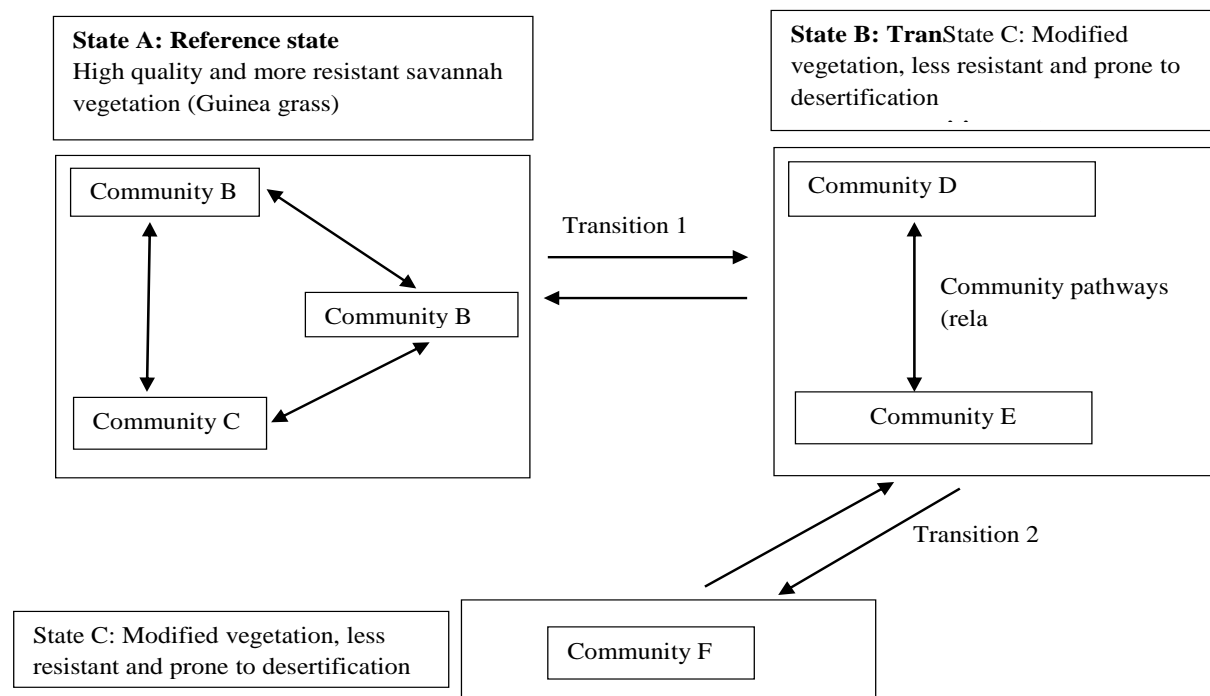 State A: Reference state
High quality and more resistant savannah
vegetation (Guinea grass)
State B: TranState C: Modified
vegetation, less resistant and prone to
desertification
Community B
Community B
Community C
Transition 1
Community D
Community pathways
(rela
Community E
Transition 2
State C: Modified vegetation, less
resistant and prone to desertification
Community F